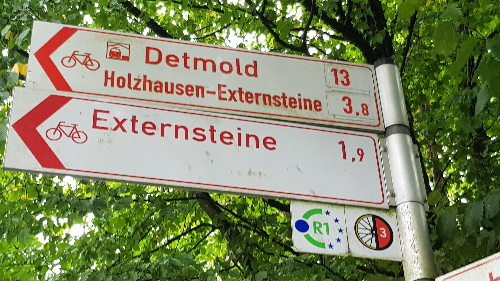 Detmold 13
Holzhausen-Externsteine 3,8
Externsteine 1,9
R1
3